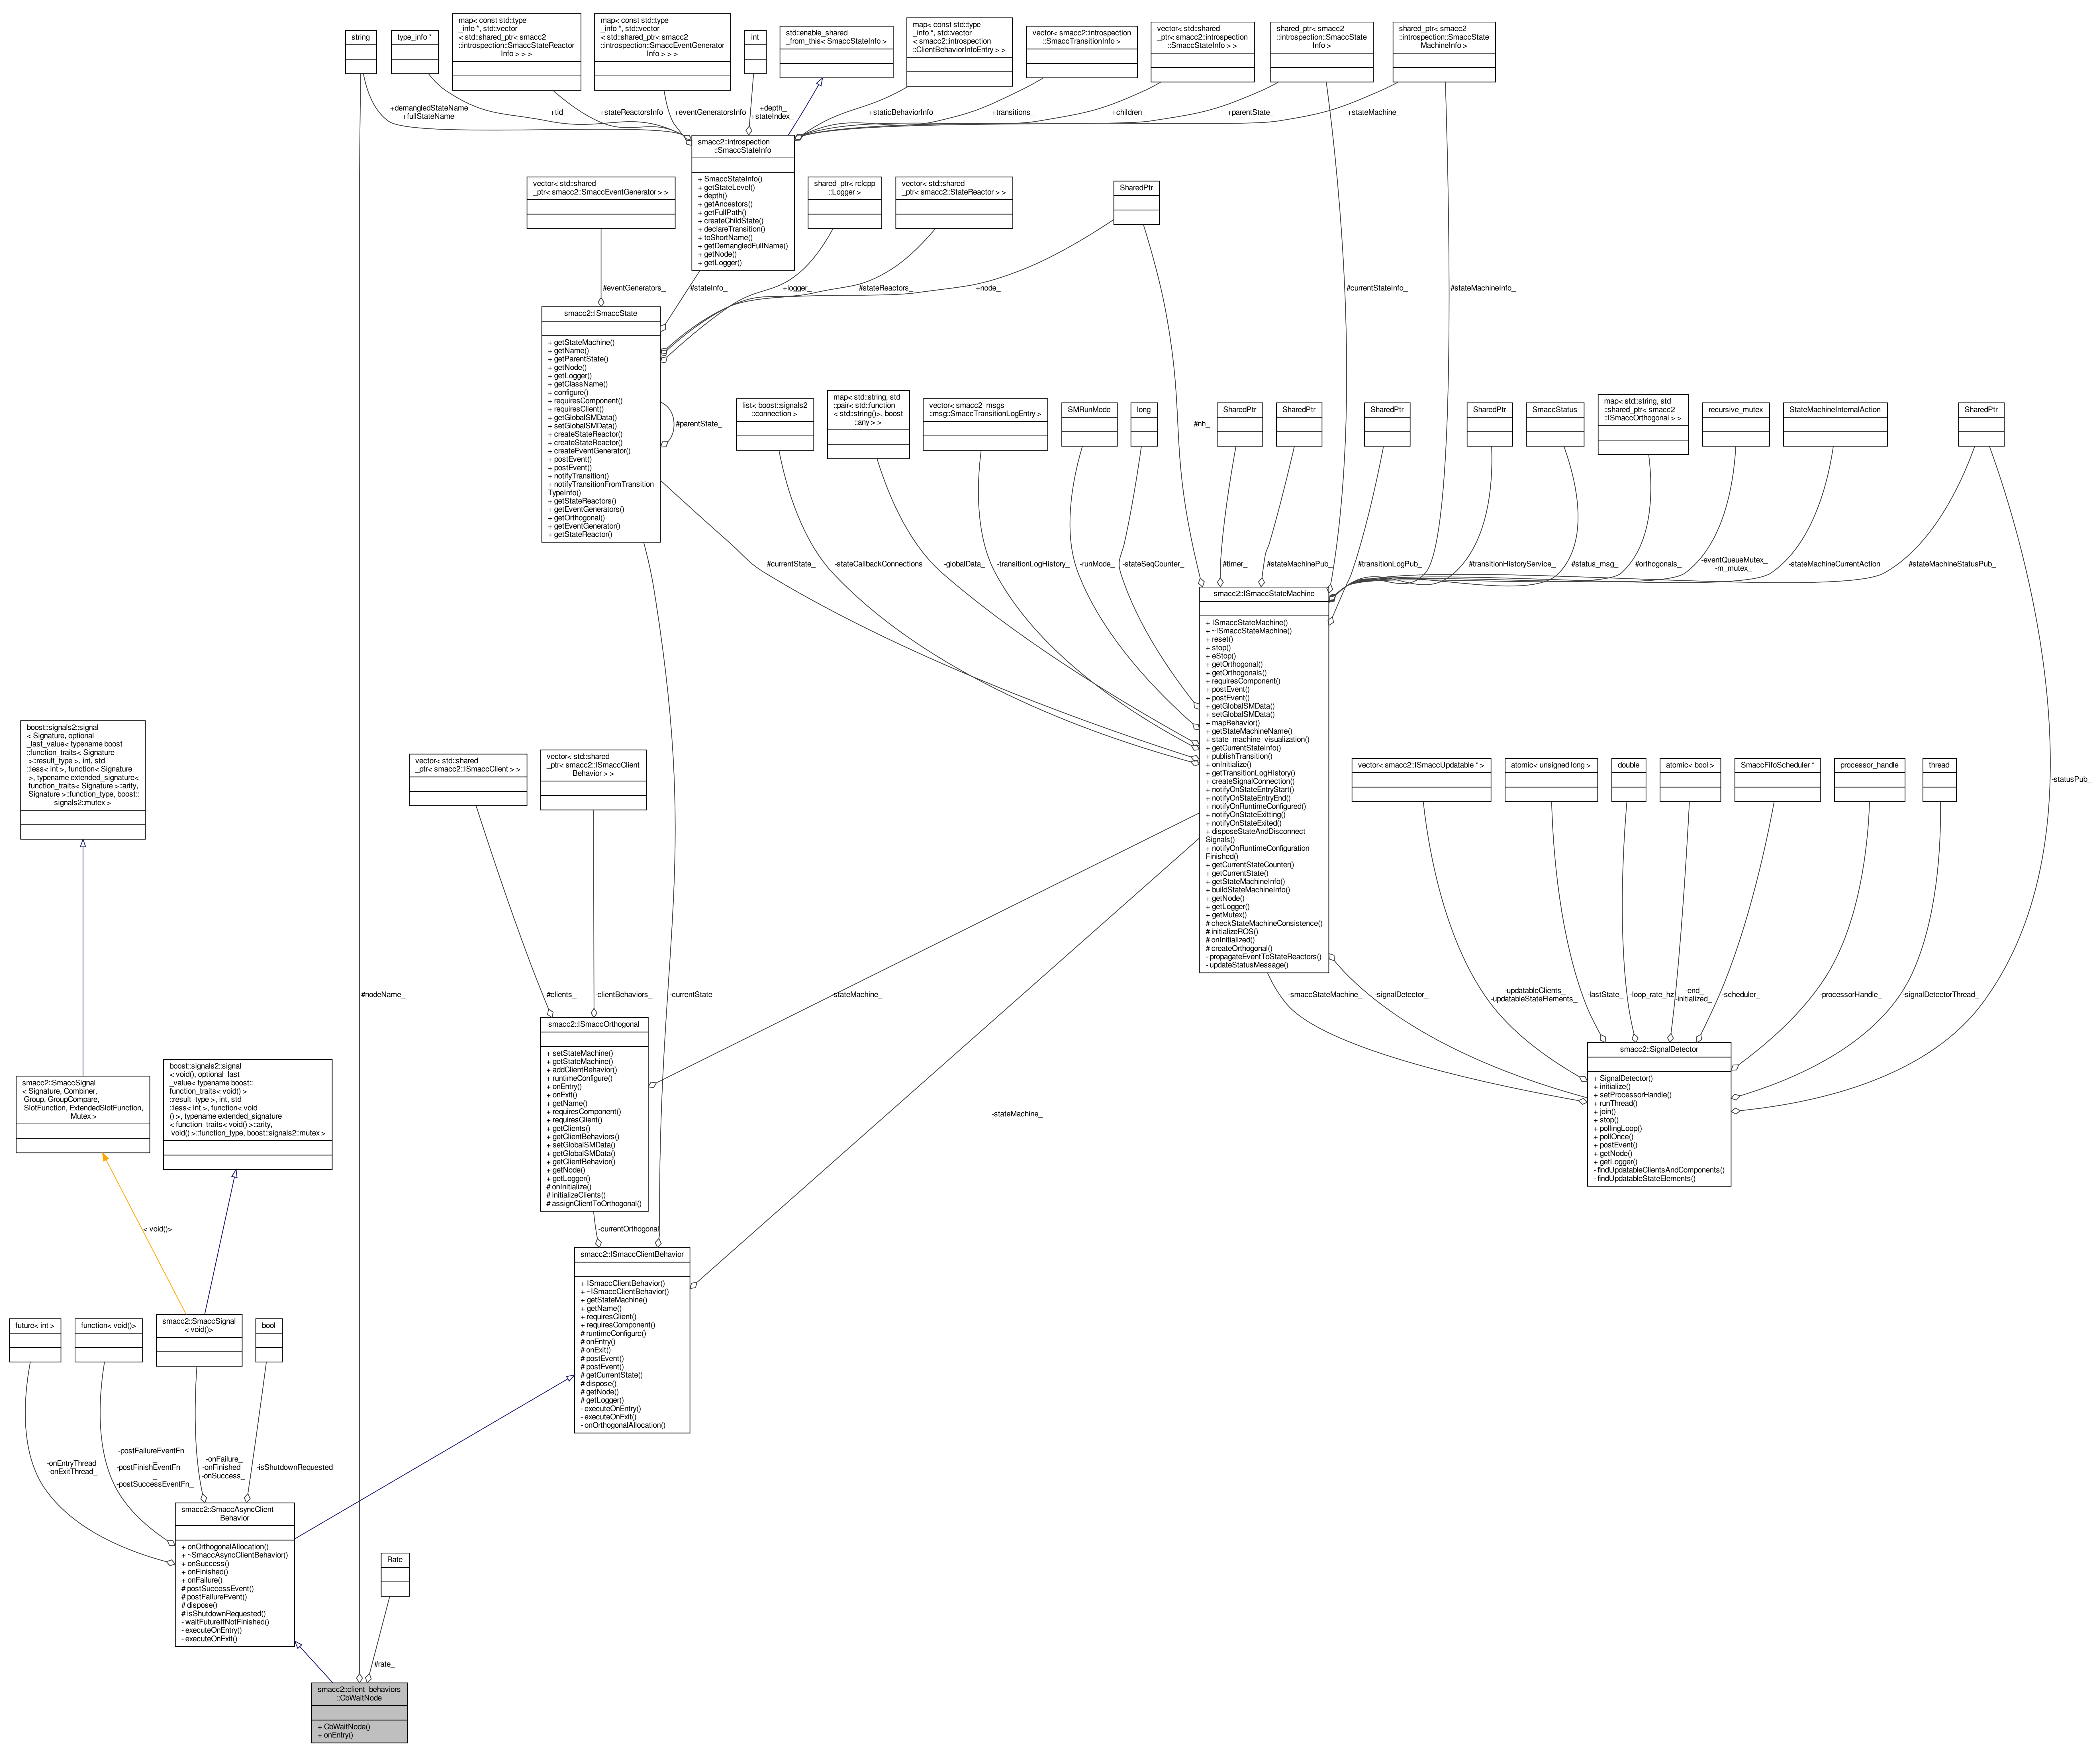 string
type_info *
map< const std::type
_info *, std::vector
< std::shared_ptr< smacc2
::introspection::SmaccStateReactor
Info > > >
map< const std::type
_info *, std::vector
< std::shared_ptr< smacc2
::introspection::SmaccEventGenerator
Info > > >
int
std::enable_shared
_from_this< SmaccStateInfo >
map< const std::type
_info *, std::vector
< smacc2::introspection
::ClientBehaviorInfoEntry > >
vector< smacc2::introspection
::SmaccTransitionInfo >
vector< std::shared
_ptr< smacc2::introspection
::SmaccStateInfo > >
shared_ptr< smacc2
::introspection::SmaccState
Info >
shared_ptr< smacc2
::introspection::SmaccState
MachineInfo >
+demangledStateName
+fullStateName
+tid_
+stateReactorsInfo
+eventGeneratorsInfo
+depth_
+stateIndex_
+staticBehaviorInfo
+transitions_
+children_
+parentState_
+stateMachine_
smacc2::introspection
::SmaccStateInfo
+ SmaccStateInfo()
+ getStateLevel()
+ depth()
+ getAncestors()
+ getFullPath()
+ createChildState()
+ declareTransition()
+ toShortName()
+ getDemangledFullName()
+ getNode()
+ getLogger()
vector< std::shared
_ptr< smacc2::SmaccEventGenerator > >
shared_ptr< rclcpp
::Logger >
vector< std::shared
_ptr< smacc2::StateReactor > >
SharedPtr
#eventGenerators_
#stateInfo_
+logger_
#stateReactors_
+node_
#currentStateInfo_
#stateMachineInfo_
smacc2::ISmaccState
+ getStateMachine()
+ getName()
+ getParentState()
+ getNode()
+ getLogger()
+ getClassName()
+ configure()
+ requiresComponent()
+ requiresClient()
+ getGlobalSMData()
+ setGlobalSMData()
+ createStateReactor()
+ createStateReactor()
+ createEventGenerator()
+ postEvent()
+ postEvent()
+ notifyTransition()
+ notifyTransitionFromTransition
TypeInfo()
+ getStateReactors()
+ getEventGenerators()
+ getOrthogonal()
+ getEventGenerator()
+ getStateReactor()
#parentState_
list< boost::signals2
::connection >
map< std::string, std
::pair< std::function
< std::string()>, boost
::any > >
vector< smacc2_msgs
::msg::SmaccTransitionLogEntry >
SMRunMode
long
#nh_
SharedPtr
SharedPtr
SharedPtr
SharedPtr
SmaccStatus
map< std::string, std
::shared_ptr< smacc2
::ISmaccOrthogonal > >
recursive_mutex
StateMachineInternalAction
SharedPtr
#currentState_
-stateCallbackConnections
-globalData_
-transitionLogHistory_
-runMode_
-stateSeqCounter_
#timer_
#stateMachinePub_
#transitionLogPub_
#transitionHistoryService_
#status_msg_
#orthogonals_
-eventQueueMutex_
-m_mutex_
-stateMachineCurrentAction
#stateMachineStatusPub_
smacc2::ISmaccStateMachine
+ ISmaccStateMachine()
+ ~ISmaccStateMachine()
+ reset()
+ stop()
+ eStop()
+ getOrthogonal()
+ getOrthogonals()
+ requiresComponent()
+ postEvent()
+ postEvent()
+ getGlobalSMData()
+ setGlobalSMData()
+ mapBehavior()
+ getStateMachineName()
+ state_machine_visualization()
+ getCurrentStateInfo()
+ publishTransition()
+ onInitialize()
+ getTransitionLogHistory()
+ createSignalConnection()
+ notifyOnStateEntryStart()
+ notifyOnStateEntryEnd()
+ notifyOnRuntimeConfigured()
+ notifyOnStateExitting()
+ notifyOnStateExited()
+ disposeStateAndDisconnect
Signals()
+ notifyOnRuntimeConfiguration
Finished()
+ getCurrentStateCounter()
+ getCurrentState()
+ getStateMachineInfo()
+ buildStateMachineInfo()
+ getNode()
+ getLogger()
+ getMutex()
# checkStateMachineConsistence()
# initializeROS()
# onInitialized()
# createOrthogonal()
- propagateEventToStateReactors()
- updateStatusMessage()
boost::signals2::signal
< Signature, optional
_last_value< typename boost
::function_traits< Signature
>::result_type >, int, std
::less< int >, function< Signature
>, typename extended_signature<
function_traits< Signature >::arity,
Signature >::function_type, boost::
signals2::mutex >
vector< std::shared
_ptr< smacc2::ISmaccClient > >
vector< std::shared
_ptr< smacc2::ISmaccClient
Behavior > >
vector< smacc2::ISmaccUpdatable * >
atomic< unsigned long >
double
atomic< bool >
SmaccFifoScheduler *
processor_handle
thread
-statusPub_
#nodeName_
#clients_
-clientBehaviors_
-currentState
-stateMachine_
-smaccStateMachine_
-signalDetector_
-updatableClients_
-updatableStateElements_
-lastState_
-loop_rate_hz
-end_
-initialized_
-scheduler_
-processorHandle_
-signalDetectorThread_
smacc2::ISmaccOrthogonal
+ setStateMachine()
+ getStateMachine()
+ addClientBehavior()
+ runtimeConfigure()
+ onEntry()
+ onExit()
+ getName()
+ requiresComponent()
+ requiresClient()
+ getClients()
+ getClientBehaviors()
+ setGlobalSMData()
+ getGlobalSMData()
+ getClientBehavior()
+ getNode()
+ getLogger()
# onInitialize()
# initializeClients()
# assignClientToOrthogonal()
smacc2::SignalDetector
+ SignalDetector()
+ initialize()
+ setProcessorHandle()
+ runThread()
+ join()
+ stop()
+ pollingLoop()
+ pollOnce()
+ postEvent()
+ getNode()
+ getLogger()
- findUpdatableClientsAndComponents()
- findUpdatableStateElements()
smacc2::SmaccSignal
< Signature, Combiner,
Group, GroupCompare,
SlotFunction, ExtendedSlotFunction,
Mutex >
boost::signals2::signal
< void(), optional_last
_value< typename boost::
function_traits< void() >
::result_type >, int, std
::less< int >, function< void
() >, typename extended_signature
< function_traits< void() >::arity,
void() >::function_type, boost::signals2::mutex >
-stateMachine_
< void()>
-currentOrthogonal
smacc2::ISmaccClientBehavior
+ ISmaccClientBehavior()
+ ~ISmaccClientBehavior()
+ getStateMachine()
+ getName()
+ requiresClient()
+ requiresComponent()
# runtimeConfigure()
# onEntry()
# onExit()
# postEvent()
# postEvent()
# getCurrentState()
# dispose()
# getNode()
# getLogger()
- executeOnEntry()
- executeOnExit()
- onOrthogonalAllocation()
future< int >
function< void()>
smacc2::SmaccSignal
< void()>
bool
-onEntryThread_
-onExitThread_
-postFailureEventFn
_
-postFinishEventFn
_
-postSuccessEventFn_
-onFailure_
-onFinished_
-onSuccess_
-isShutdownRequested_
smacc2::SmaccAsyncClient
Behavior
+ onOrthogonalAllocation()
+ ~SmaccAsyncClientBehavior()
+ onSuccess()
+ onFinished()
+ onFailure()
# postSuccessEvent()
# postFailureEvent()
# dispose()
# isShutdownRequested()
- waitFutureIfNotFinished()
- executeOnEntry()
- executeOnExit()
Rate
#rate_
smacc2::client_behaviors
::CbWaitNode
+ CbWaitNode()
+ onEntry()